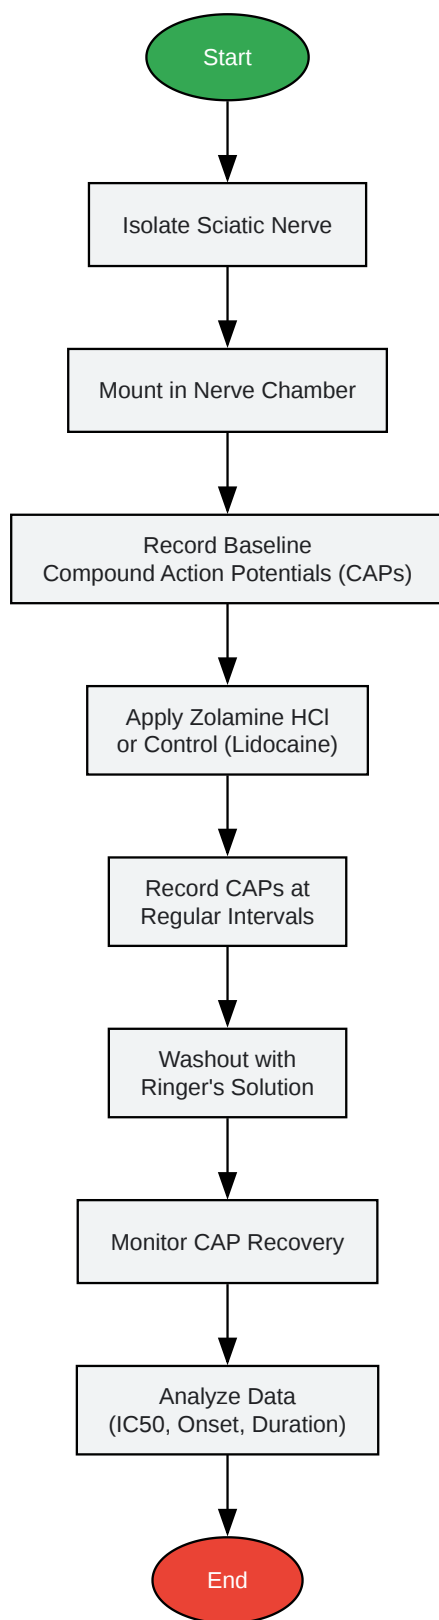 Start
Isolate Sciatic Nerve
Mount in Nerve Chamber
Record Baseline
Compound Action Potentials (CAPs)
Apply Zolamine HCl
or Control (Lidocaine)
Record CAPs at
Regular Intervals
Washout with
Ringer's Solution
Monitor CAP Recovery
Analyze Data
(IC50, Onset, Duration)
End